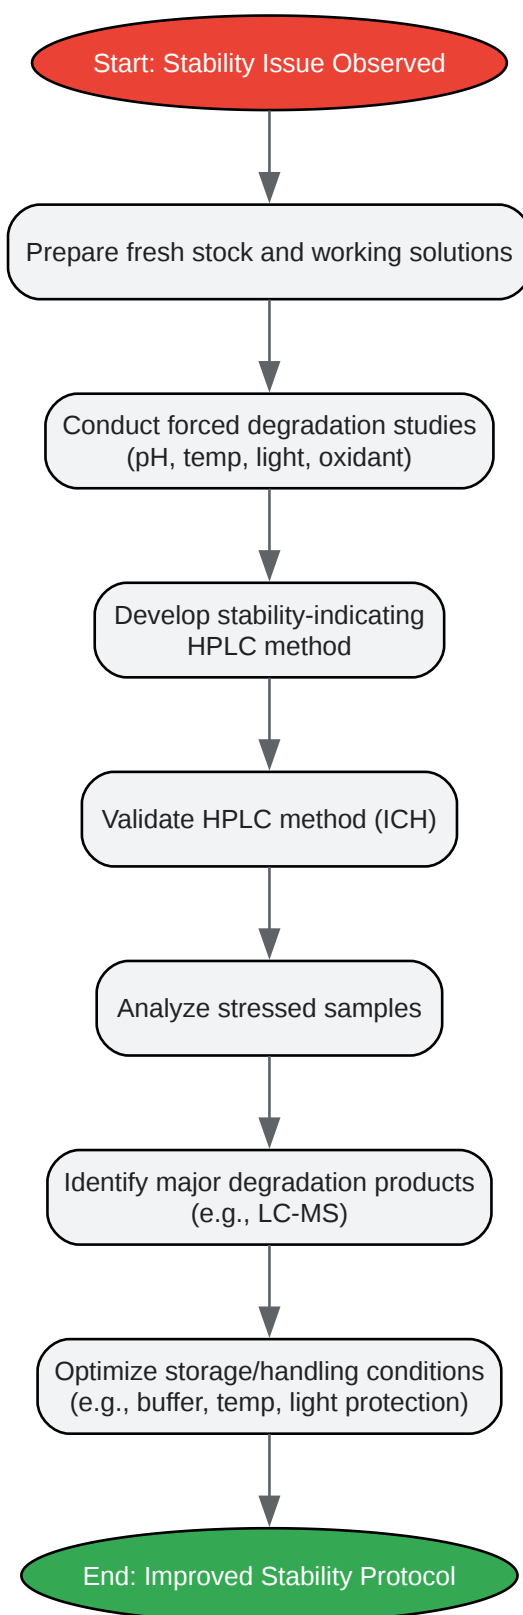 Start: Stability Issue Observed
Prepare fresh stock and working solutions
Conduct forced degradation studies
(pH, temp, light, oxidant)
Develop stability-indicating
HPLC method
Validate HPLC method (ICH)
Analyze stressed samples
Identify major degradation products
(e.g., LC-MS)
Optimize storage/handling conditions
(e.g., buffer, temp, light protection)
End: Improved Stability Protocol